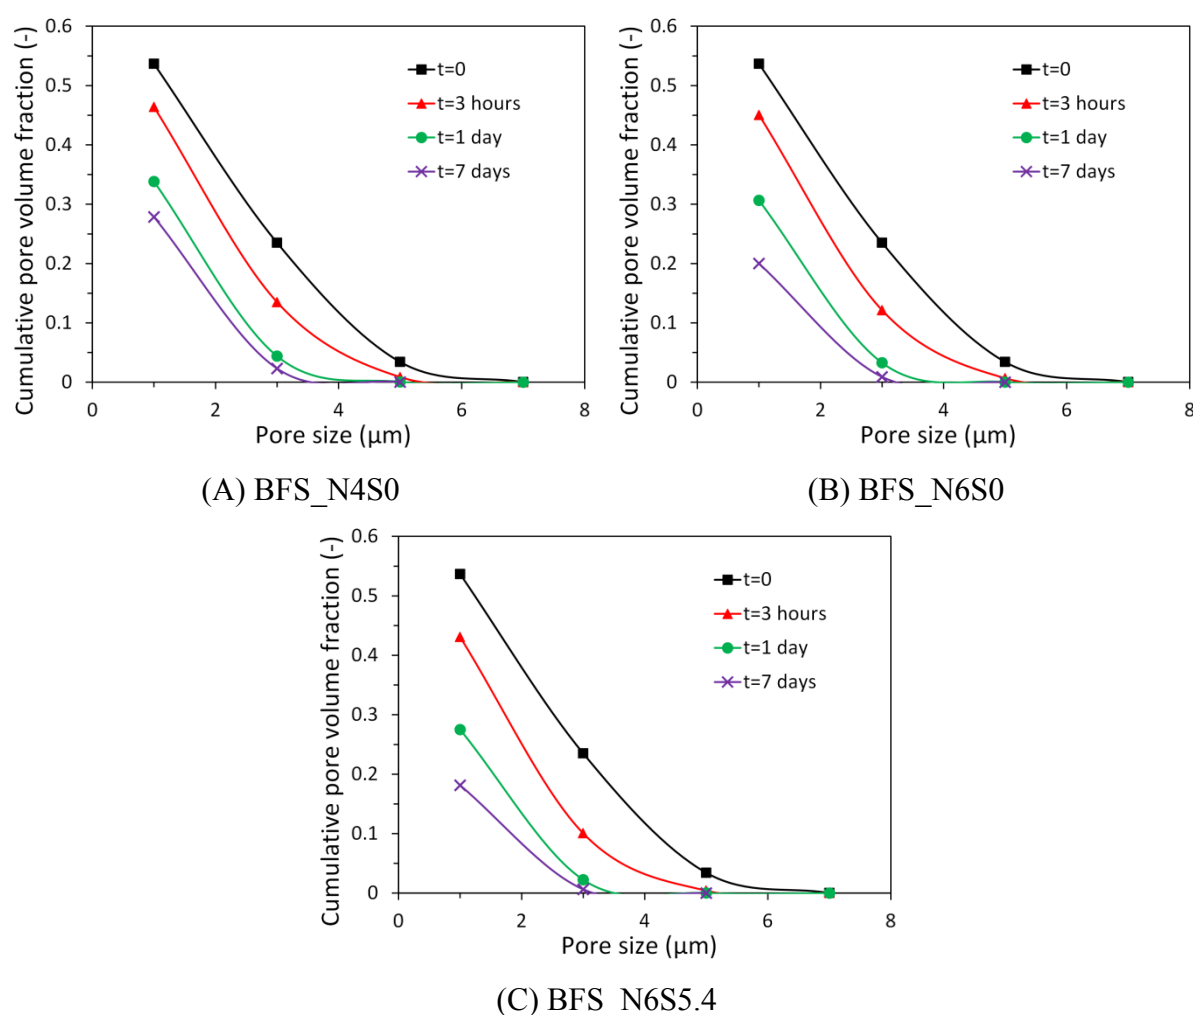 Cumulative pore volume fraction (-)
0.6
0.5
0.4
0.3
0.2
0.1
0
0 2 4 6 8
Pore size (μm)
t=0
t=3 hours
t=1 day
t=7 days
(A) BFS_N4S0
Cumulative pore volume fraction (-)
0.6
0.5
0.4
0.3
0.2
0.1
0
0 2 4 6 8
Pore size (μm)
t=0
t=3 hours
t=1 day
t=7 days
(B) BFS_N6S0
Cumulative pore volume fraction (-)
0.6
0.5
0.4
0.3
0.2
0.1
0
0 2 4 6 8
Pore size (μm)
t=0
t=3 hours
t=1 day
t=7 days
(C) BFS_N6S5.4